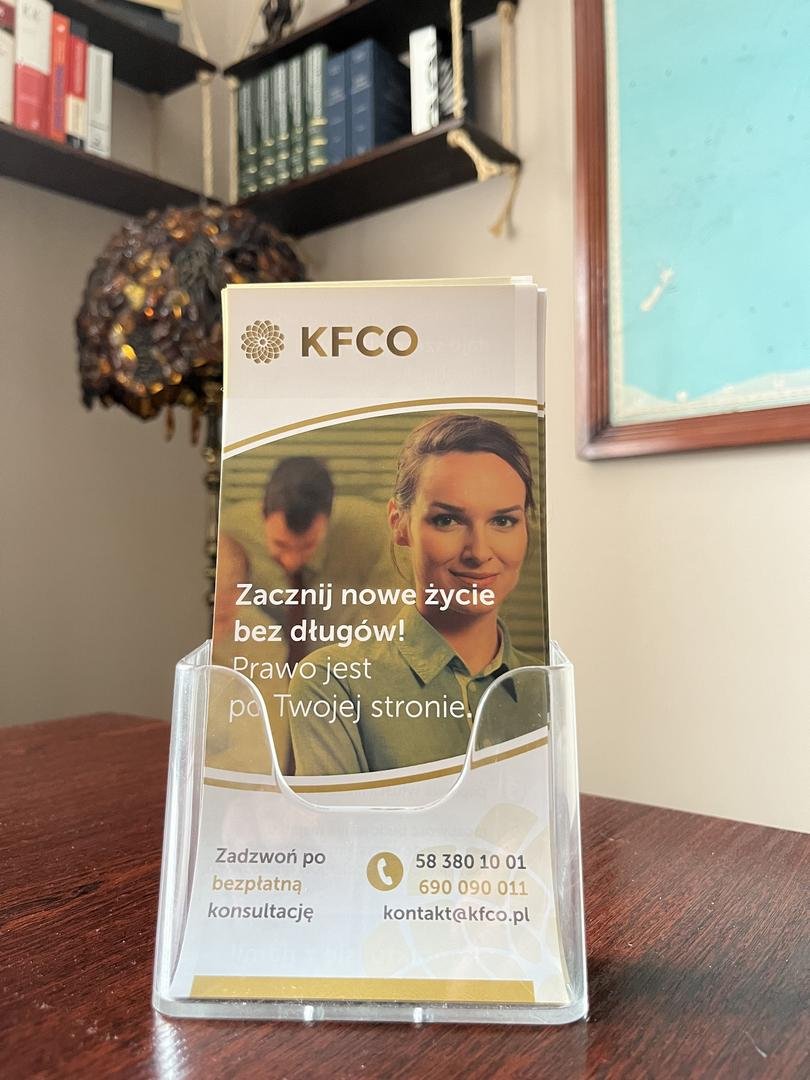 KFCO
Zacznij nowe życie
bez długów!
Prawo jest
po Twojej stronie.
Zadzwoń po
bezpłatną
konsultację
58 380 10 01
690 090 011
kontakt@kfco.pl